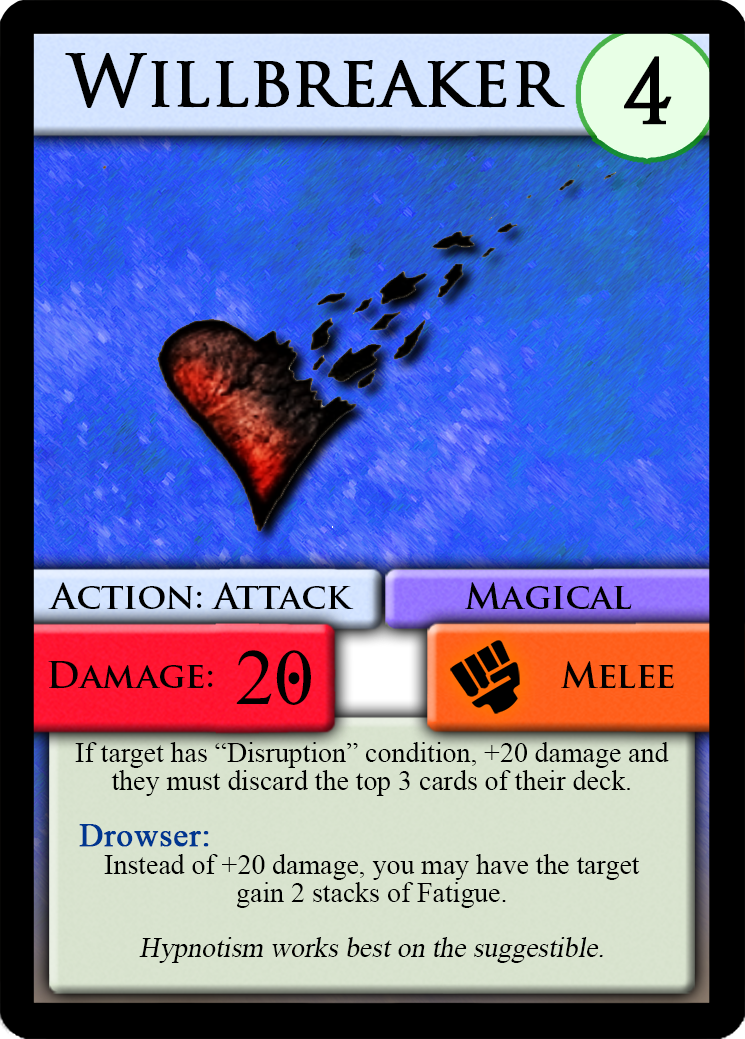 Willbreaker
4
Action: Attack
Magical
Damage: 20
Melee
If target has “Disruption” condition, +20 damage and
they must discard the top 3 cards of their deck.
Drowser:
Instead of +20 damage, you may have the target
gain 2 stacks of Fatigue.
Hypnotism works best on the suggestible.